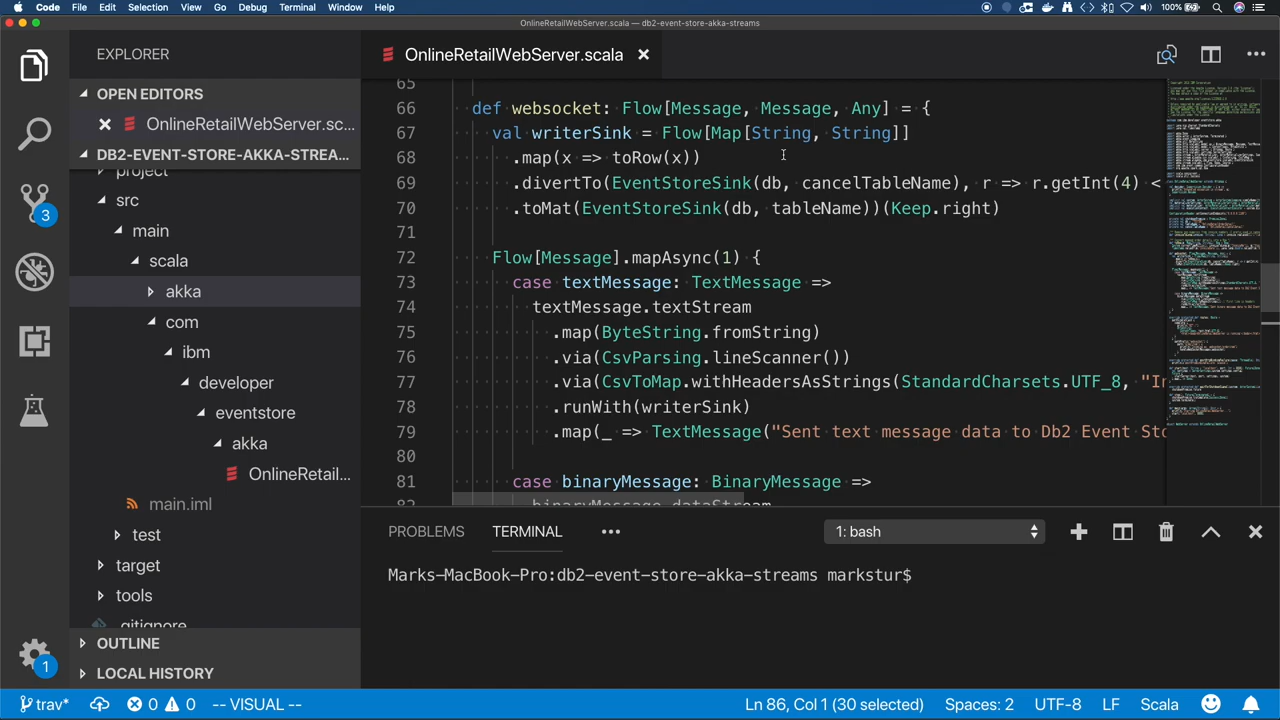 Code File Edit Selection View Go Debug Terminal Window Help
100%
OnlineRetailWebServer.scala — db2-event-store-akka-streams
EXPLORER
OPEN EDITORS
OnlineRetailWebServer.sc...
DB2-EVENT-STORE-AKKA-STREA...
project
src
main
scala
akka
com
ibm
developer
eventstore
akka
OnlineRetail...
main.iml
test
target
tools
.gitignore
OUTLINE
LOCAL HISTORY
3
1
OnlineRetailWebServer.scala
65
66 def websocket: Flow[Message, Message, Any] = {
67 val writerSink = Flow[Map[String, String]]
68 .map(x => toRow(x))
69 .divertTo(EventStoreSink(db, cancelTableName), r => r.getInt(4) <
70 .toMat(EventStoreSink(db, tableName))(Keep.right)
71
72 Flow[Message].mapAsync(1) {
73 case textMessage: TextMessage =>
74 textMessage.textStream
75 .map(ByteString.fromString)
76 .via(CsvParsing.lineScanner())
77 .via(CsvToMap.withHeadersAsStrings(StandardCharsets.UTF_8, "In
78 .runWith(writerSink)
79 .map(_ => TextMessage("Sent text message data to Db2 Event Sto
80
81 case binaryMessage: BinaryMessage =>
82 binaryMessage.dataStream
PROBLEMS TERMINAL ••• 1: bash
Marks-MacBook-Pro:db2-event-store-akka-streams markstur$
trav* 0 0 -- VISUAL -- Ln 86, Col 1 (30 selected) Spaces: 2 UTF-8 LF Scala